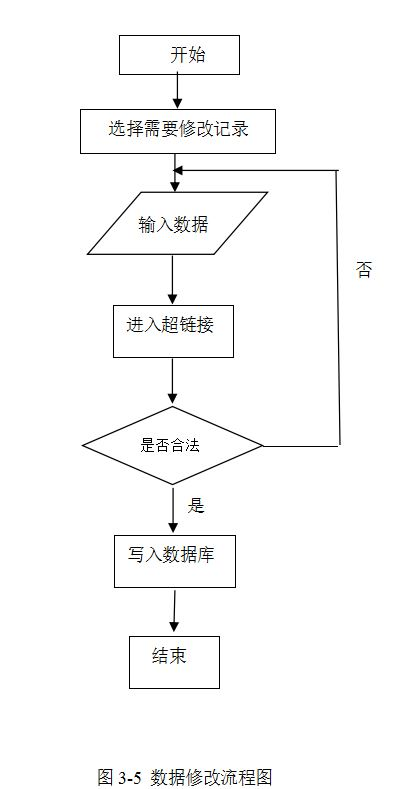 开始
选择需要修改记录
输入数据
否
进入超链接
是否合法
是
写入数据库
结束
图 3-5 数据修改流程图